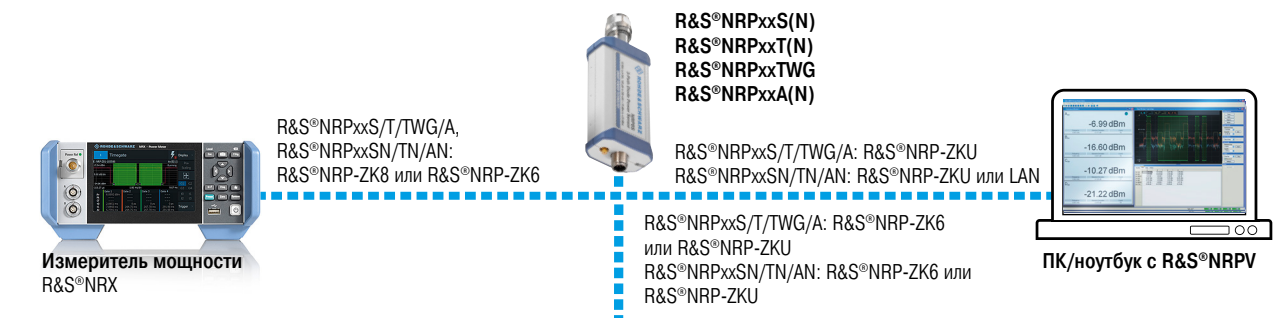 R&S®NRPxxS(N)
R&S®NRPxxT(N)
R&S®NRPxxTWG
R&S®NRPxxA(N)
R&S®NRPxxS/T/TWG/A,
R&S®NRPxxSN/TN/AN:
R&S®NRP-ZK8 или R&S®NRP-ZK6
R&S®NRPxxS/T/TWG/A: R&S®NRP-ZKU
R&S®NRPxxSN/TN/AN: R&S®NRP-ZKU или LAN
R&S®NRPxxS/T/TWG/A: R&S®NRP-ZK6
или R&S®NRP-ZKU
R&S®NRPxxSN/TN/AN: R&S®NRP-ZK6 или
R&S®NRP-ZKU
Измеритель мощности
R&S®NRX
ROHDE&SCHWARZ
Timegate
-6.99 dBm
-16.60 dBm
-10.27 dBm
-21.22 dBm
ПК/ноутбук с R&S®NRPV